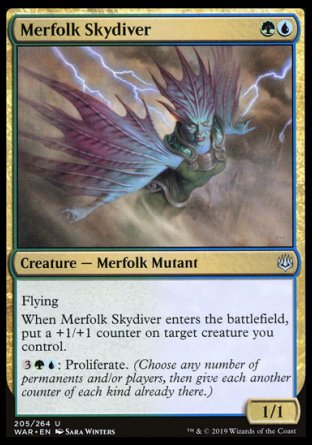 Merfolk Skydiver
Creature — Merfolk Mutant
Flying
When Merfolk Skydiver enters the battlefield,
put a +1/+1 counter on target creature you
control.
3: Proliferate. (Choose any number of
permanents and/or players, then give each another
counter of each kind already there.)
1/1
205/264 U
WAR • EN Sara Winters
™ & © 2019 Wizards of the Coast